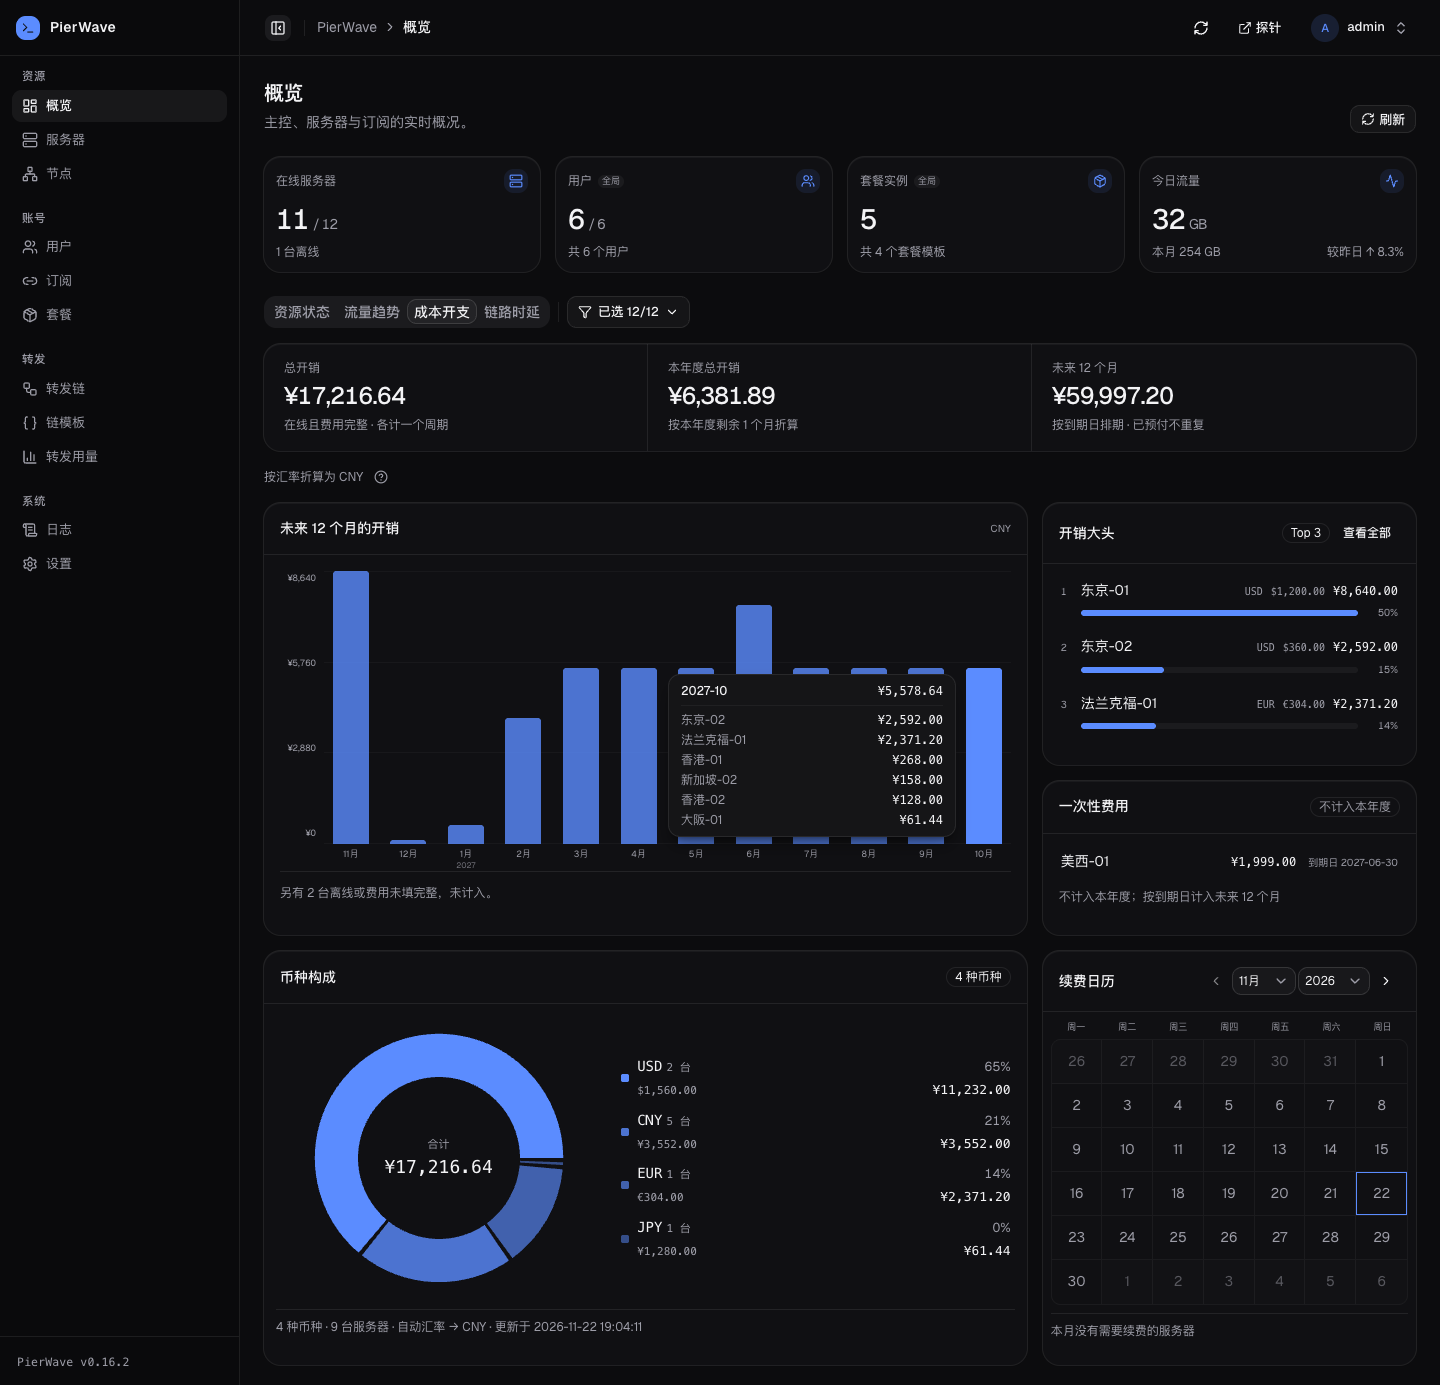 PierWave
PierWave > 概览
探针
A admin
资源
概览
服务器
节点
账号
用户
订阅
套餐
转发
转发链
链模板
转发用量
系统
日志
设置
PierWave v0.16.2
概览
主控、服务器与订阅的实时概况。
刷新
在线服务器
11 / 12
1 台离线
用户 全局
6 / 6
共 6 个用户
套餐实例 全局
5
共 4 个套餐模板
今日流量
32 GB
本月 254 GB 较昨日 ↑ 8.3%
资源状态 流量趋势 成本开支 链路时延 已选 12/12
总开销
¥17,216.64
在线且费用完整 · 各计一个周期
本年度总开销
¥6,381.89
按本年度剩余 1 个月折算
未来 12 个月
¥59,997.20
按到期日排期 · 已预付不重复
按汇率折算为 CNY
未来 12 个月的开销 CNY
¥8,640
¥5,760
¥2,880
¥0
11月 12月 1月 2月 3月 4月 5月 6月 7月 8月 9月 10月
2027
2027-10 ¥5,578.64
东京-02 ¥2,592.00
法兰克福-01 ¥2,371.20
香港-01 ¥268.00
新加坡-02 ¥158.00
香港-02 ¥128.00
大阪-01 ¥61.44
另有 2 台离线或费用未填完整，未计入。
开销大头 Top 3 查看全部
1 东京-01 USD $1,200.00 ¥8,640.00
50%
2 东京-02 USD $360.00 ¥2,592.00
15%
3 法兰克福-01 EUR €304.00 ¥2,371.20
14%
一次性费用 不计入本年度
美西-01 ¥1,999.00 到期日 2027-06-30
不计入本年度；按到期日计入未来 12 个月
币种构成 4 种币种
合计
¥17,216.64
USD 2 台 65%
$1,560.00 ¥11,232.00
CNY 5 台 21%
¥3,552.00 ¥3,552.00
EUR 1 台 14%
€304.00 ¥2,371.20
JPY 1 台 0%
¥1,280.00 ¥61.44
4 种币种 · 9 台服务器 · 自动汇率 → CNY · 更新于 2026-11-22 19:04:11
续费日历 11月 2026
周一 周二 周三 周四 周五 周六 周日
26 27 28 29 30 31 1
2 3 4 5 6 7 8
9 10 11 12 13 14 15
16 17 18 19 20 21 22
23 24 25 26 27 28 29
30 1 2 3 4 5 6
本月没有需要续费的服务器